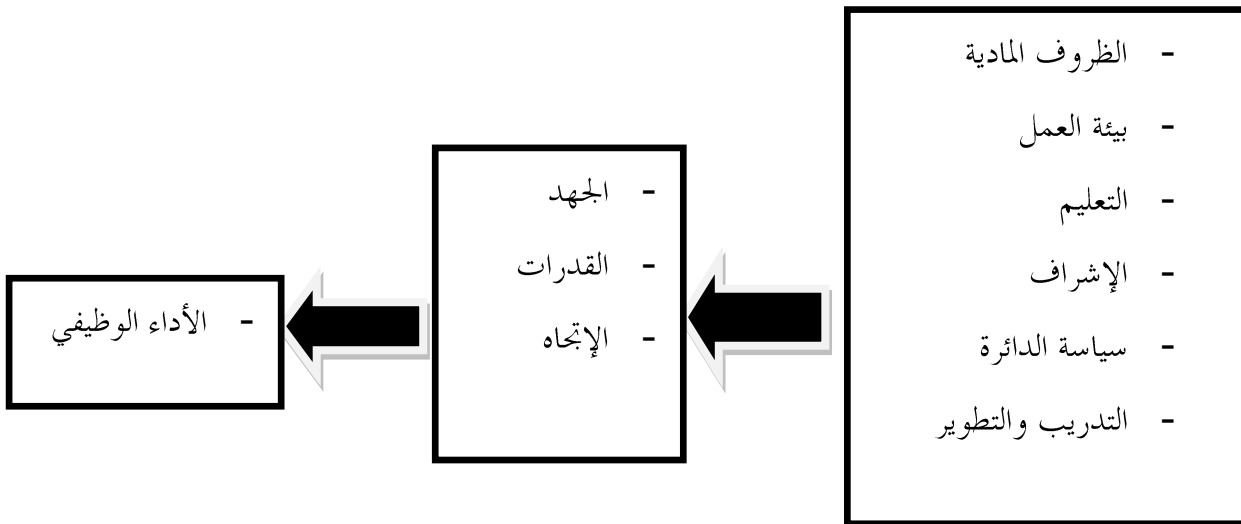 - الظروف المادية
- بيئة العمل
- التعليم
- الإشراف
- سياسة الدائرة
- التدريب والتطوير
- الجهد
- القدرات
- الإتجاه
- الأداء الوظيفي